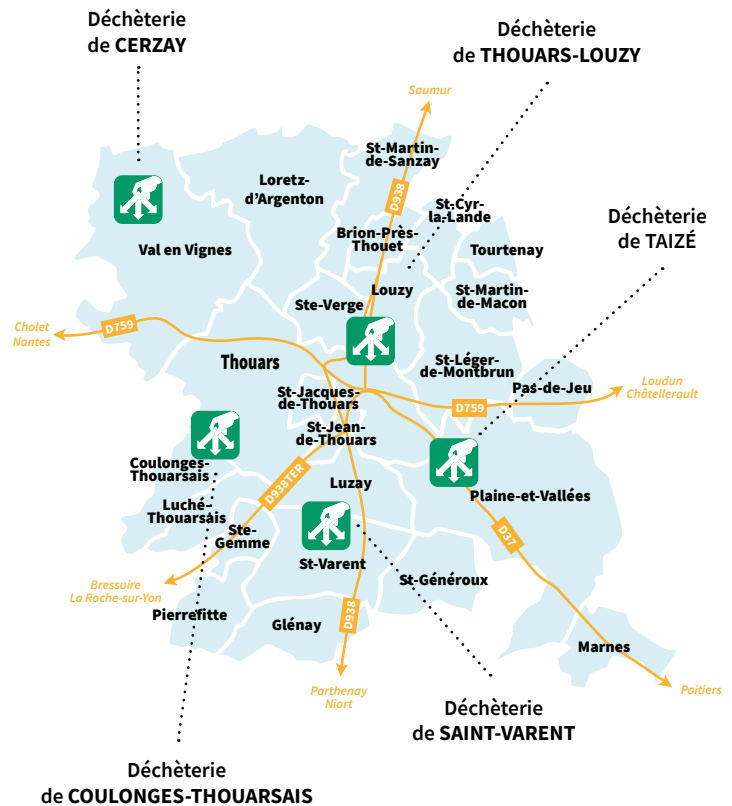 Déchèterie
de CERZAY
Déchèterie
de THOUARS-LOUZY
Saumur
St-Martin-
de-Sanzay
Loretz-
d'Argenton
D938
St-Cyr-
la-Lande
Déchèterie
de TAIZÉ
Brion-Près-
Thouet
Val en Vignes
Tourtenay
Louzy
St-Martin-
de-Macon
Ste-Verge
Cholet
Nantes
D759
Thouars
St-Léger-
de-Montbrun
Pas-de-Jeu
Loudun
Châtellerault
St-Jacques-
de-Thouars
D759
St-Jean-
de-Thouars
Coulonges-
Thouarsais
D938TER
Luzay
Plaine-et-Vallées
Luché-
Thouarsais
Ste-
Gemme
D37
St-Varent
St-Généroux
Bressuire
La Roche-sur-Yon
Pierrefitte
Glénay
D938
Marnes
Parthenay
Niort
Poitiers
Déchèterie
de SAINT-VARENT
Déchèterie
de COULONGES-THOUARSAIS